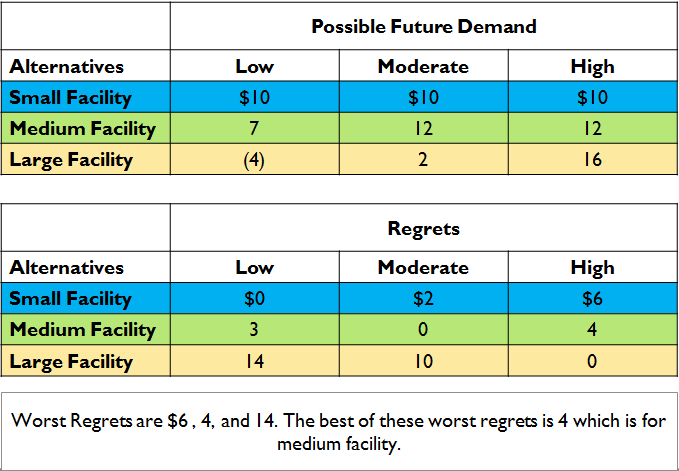 Possible Future Demand
Alternatives Low Moderate High
Small Facility $10 $10 $10
Medium Facility 7 12 12
Large Facility (4) 2 16
Regrets
Alternatives Low Moderate High
Small Facility $0 $2 $6
Medium Facility 3 0 4
Large Facility 14 10 0
Worst Regrets are $6 , 4, and 14. The best of these worst regrets is 4 which is for
medium facility.